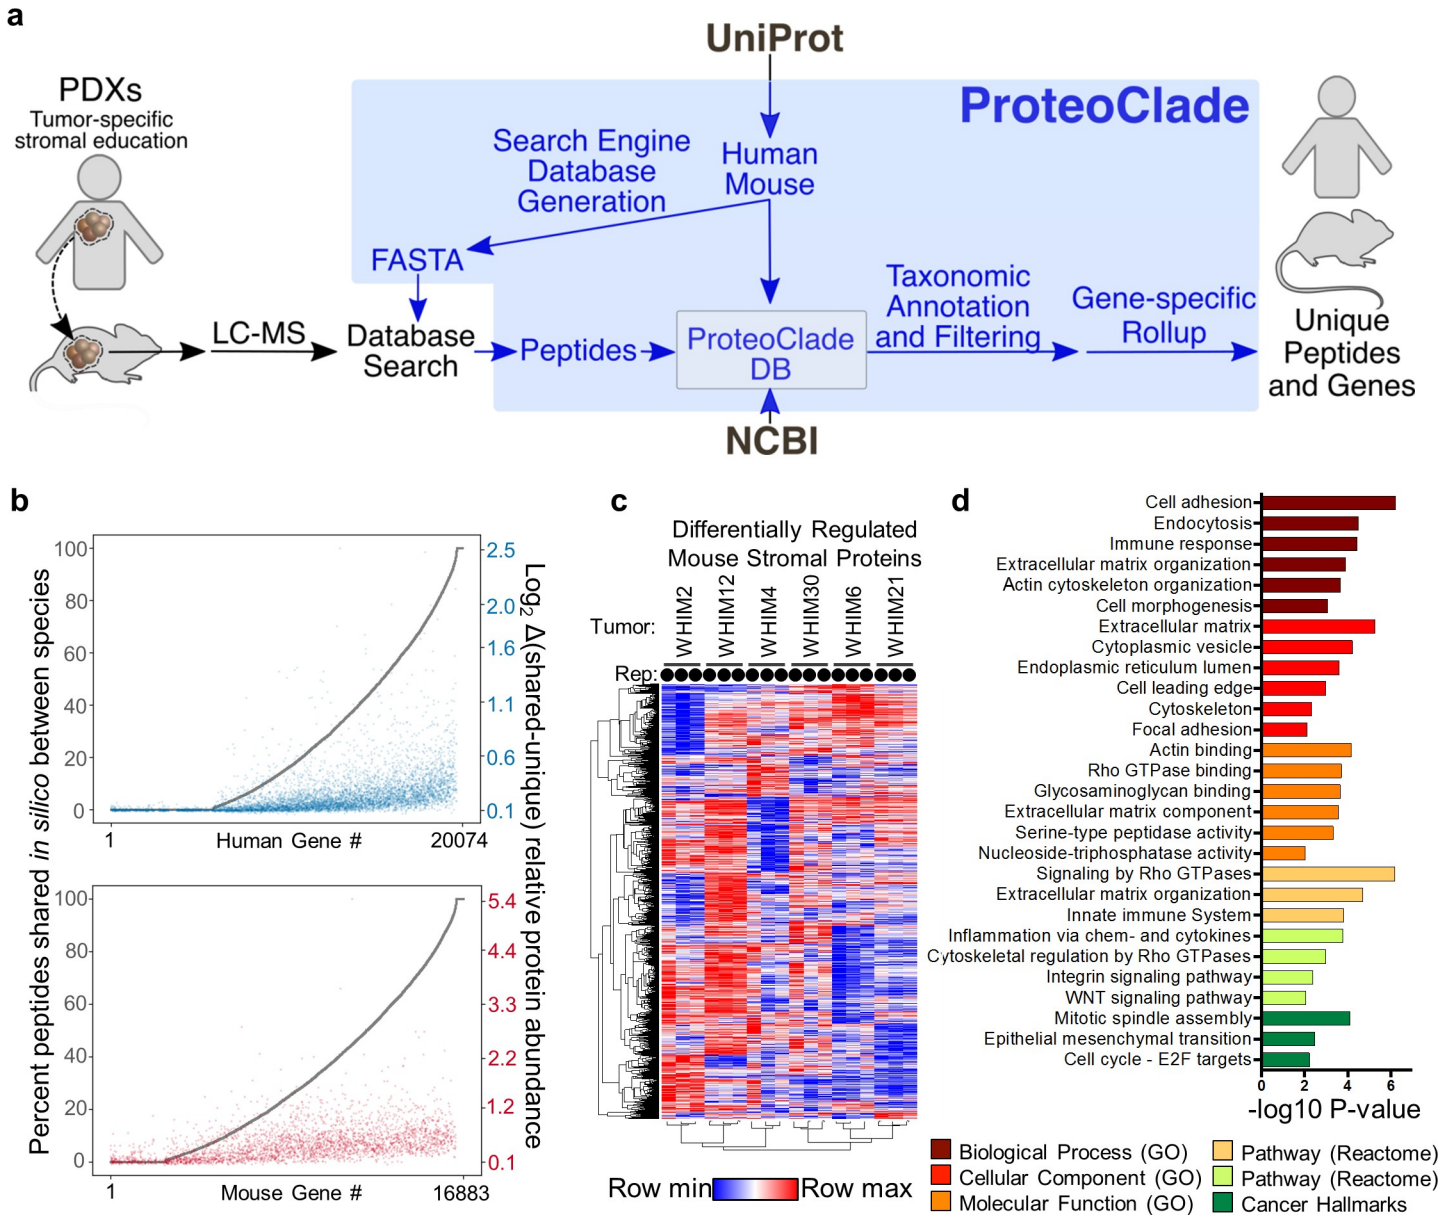 a
UniProt
PDXs
Tumor-specific
stromal education
ProteoClade
Search Engine
Database
Generation
Human
Mouse
FASTA
LC-MS
Database
Search
Peptides
ProteoClade
DB
Taxonomic
Annotation
and Filtering
Gene-specific
Rollup
Unique
Peptides
and Genes
NCBI
b
Percent peptides shared in silico between species
Log2 Δ(shared-unique) relative protein abundance
100
80
60
40
20
0
2.5
2.0
1.6
1.1
0.6
0.1
1
Human Gene #
20074
100
80
60
40
20
0
5.4
4.4
3.3
2.2
1.2
0.1
1
Mouse Gene #
16883
c
Differentially Regulated
Mouse Stromal Proteins
Tumor:
WHIM2
WHIM12
WHIM4
WHIM30
WHIM6
WHIM21
Rep:
Row min
Row max
d
Cell adhesion
Endocytosis
Immune response
Extracellular matrix organization
Actin cytoskeleton organization
Cell morphogenesis
Extracellular matrix
Cytoplasmic vesicle
Endoplasmic reticulum lumen
Cell leading edge
Cytoskeleton
Focal adhesion
Actin binding
Rho GTPase binding
Glycosaminoglycan binding
Extracellular matrix component
Serine-type peptidase activity
Nucleoside-triphosphatase activity
Signaling by Rho GTPases
Extracellular matrix organization
Innate immune System
Inflammation via chem- and cytokines
Cytoskeletal regulation by Rho GTPases
Integrin signaling pathway
WNT signaling pathway
Mitotic spindle assembly
Epithelial mesenchymal transition
Cell cycle - E2F targets
0 2 4 6
-log10 P-value
Biological Process (GO)
Cellular Component (GO)
Molecular Function (GO)
Pathway (Reactome)
Pathway (Reactome)
Cancer Hallmarks